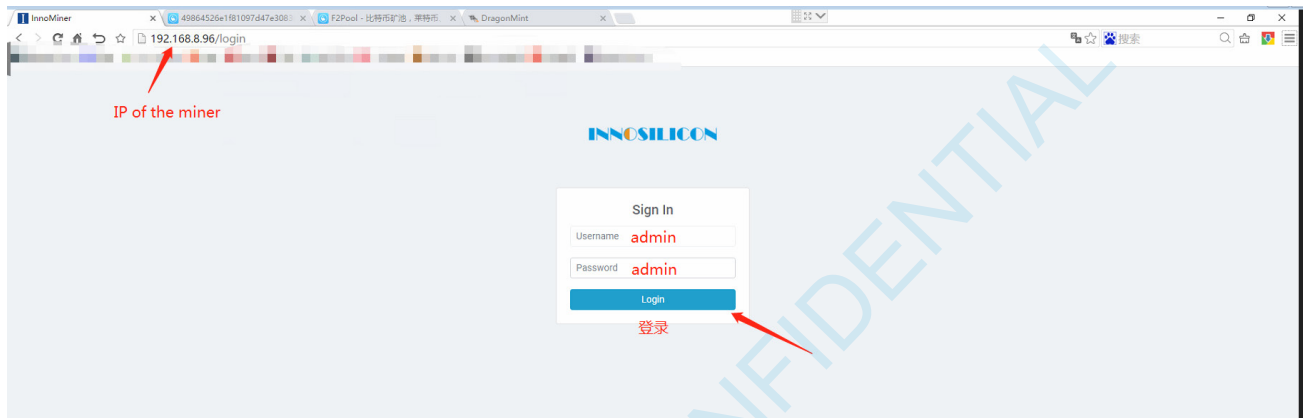 InnoMiner
49864526e1f81097d47e308
F2Pool - 比特币矿池，莱特币
DragonMint
192.168.8.96/login
搜索
IP of the miner
INNOSILICON
Sign In
Username admin
Password admin
Login
登录
CONFIDENTIAL